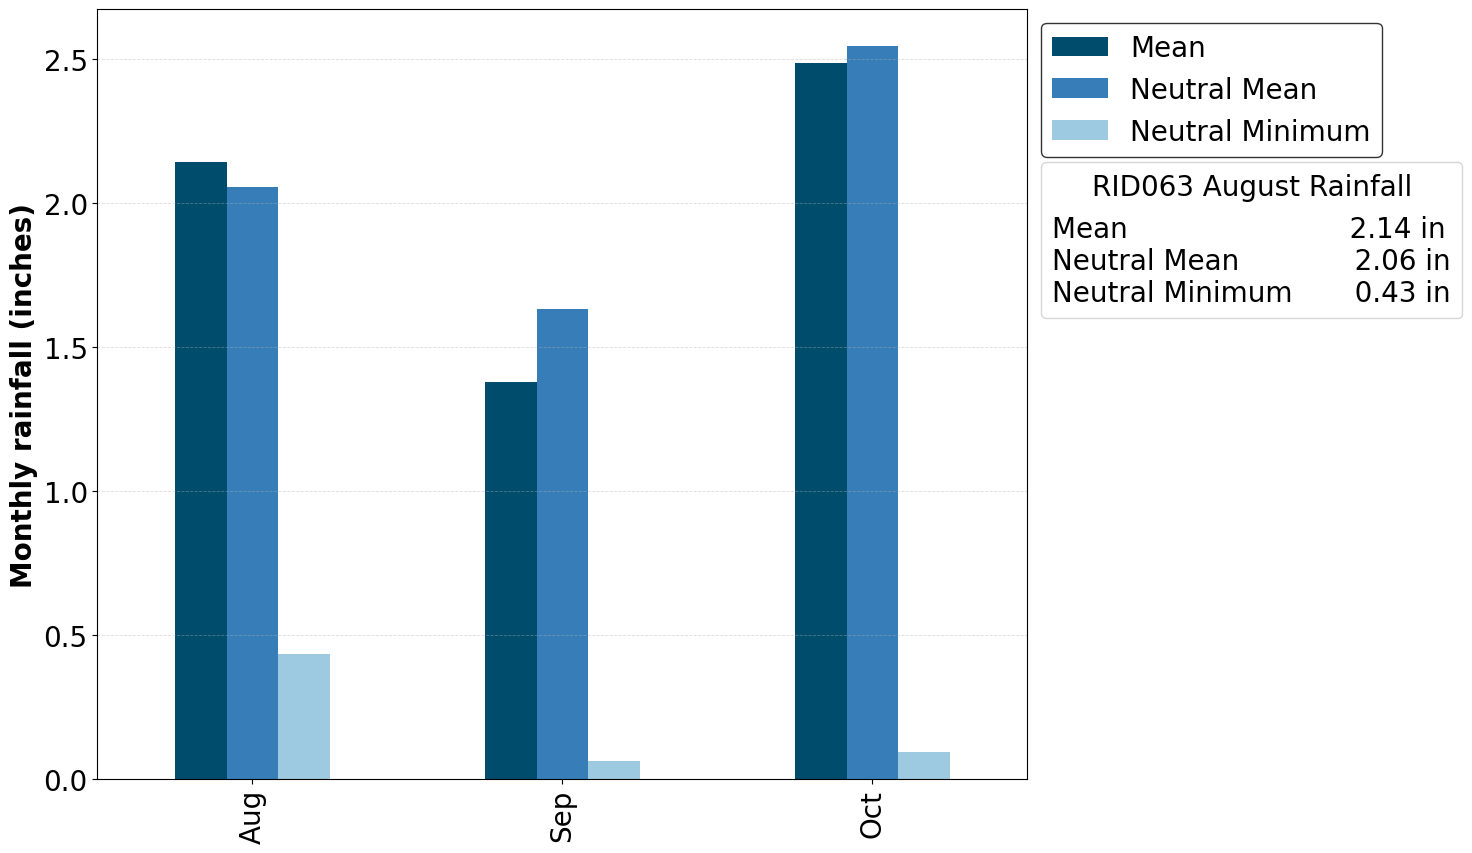 Monthly rainfall (inches)
2.5
2.0
1.5
1.0
0.5
0.0
Aug
Sep
Oct
Mean
Neutral Mean
Neutral Minimum
RID063 August Rainfall
Mean 2.14 in
Neutral Mean 2.06 in
Neutral Minimum 0.43 in